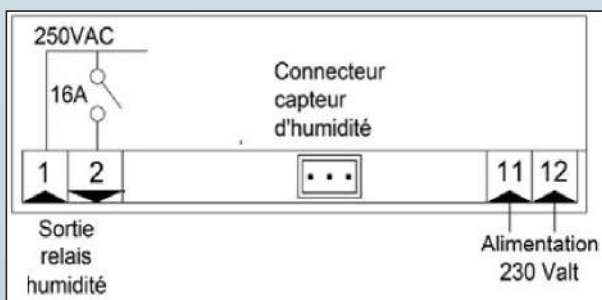 250VAC
16A
Connecteur
capteur
d'humidité
1 2 11 12
Sortie
relais
humidité
Alimentation
230 Valt